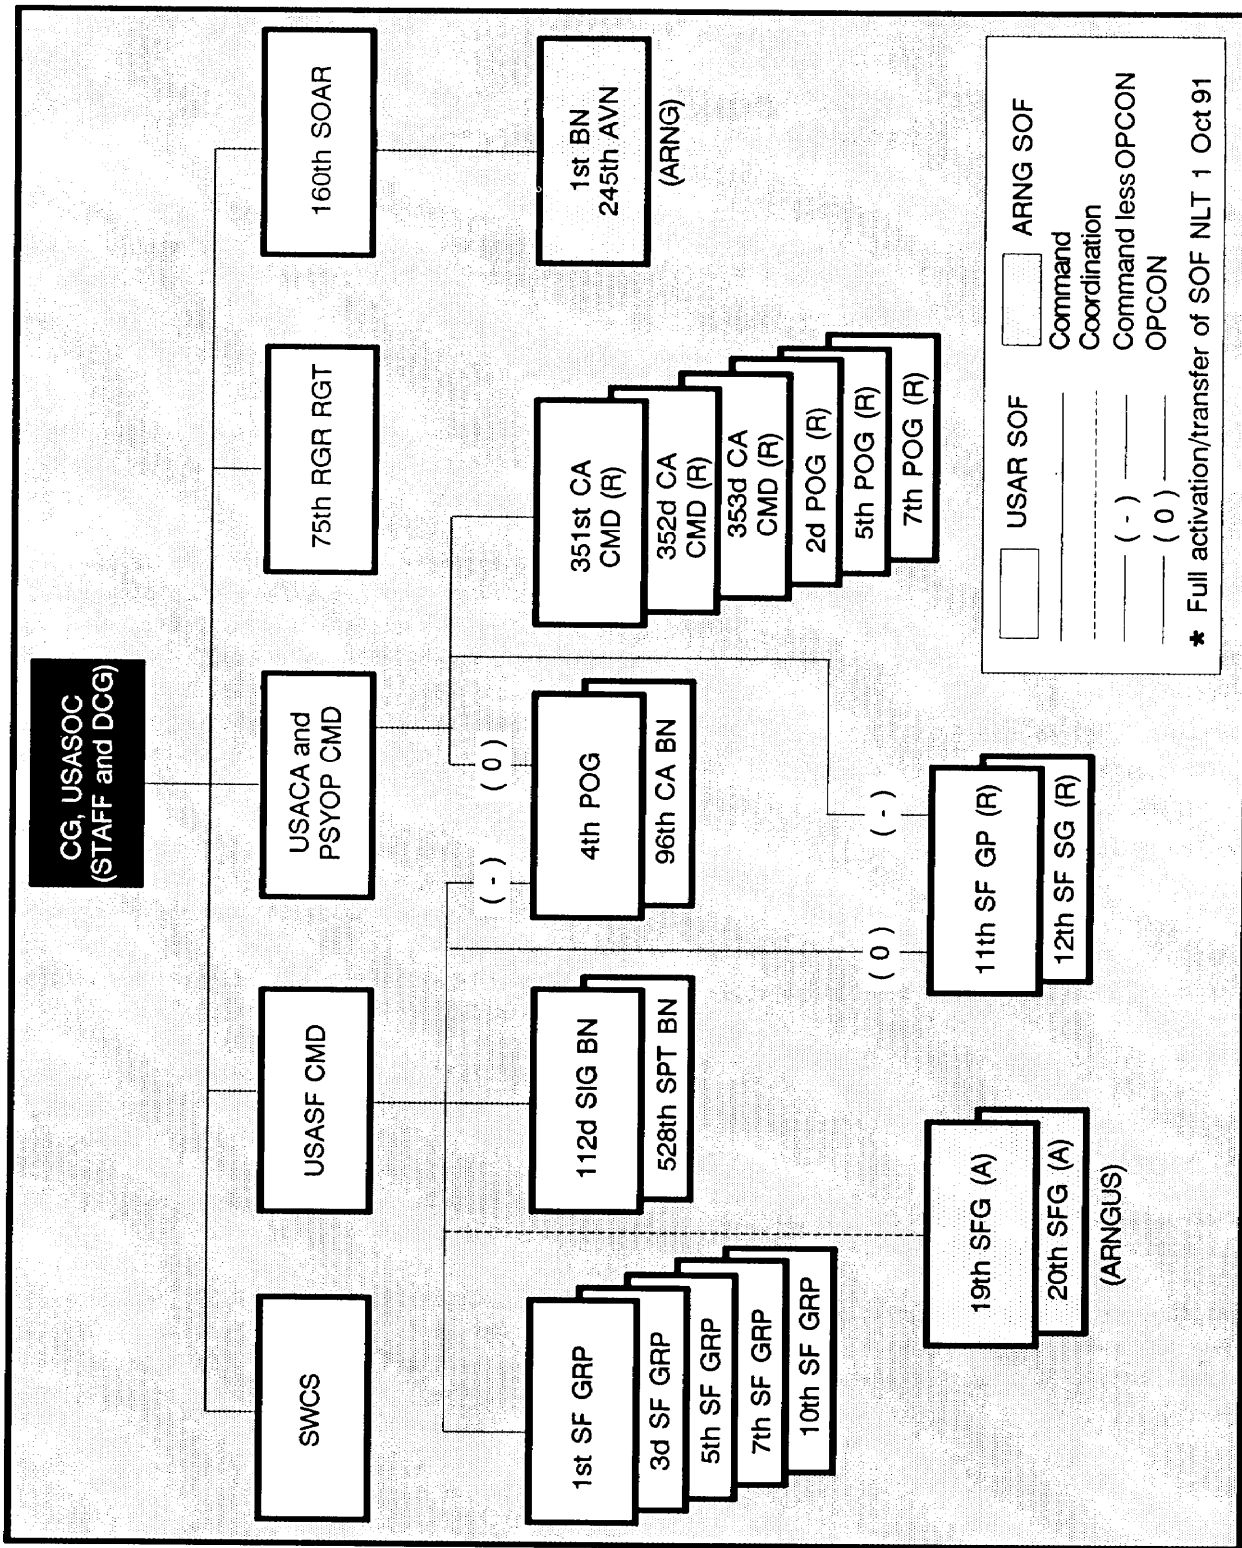 CG, USASOC
(STAFF and DCG)
SWCS
USASF CMD
USACA and
PSYOP CMD
75th RGR RGT
160th SOAR
1st SF GRP
3d SF GRP
5th SF GRP
7th SF GRP
10th SF GRP
112d SIG BN
528th SPT BN
( - )
( 0 )
4th POG
96th CA BN
351st CA
CMD (R)
352d CA
CMD (R)
353d CA
CMD (R)
2d POG (R)
5th POG (R)
7th POG (R)
1st BN
245th AVN
(ARNG)
19th SFG (A)
20th SFG (A)
(ARNGUS)
( 0 )
( - )
11th SF GP (R)
12th SF SG (R)
USAR SOF
ARNG SOF
Command
Coordination
( - ) Command less OPCON
( 0 ) OPCON
* Full activation/transfer of SOF NLT 1 Oct 91